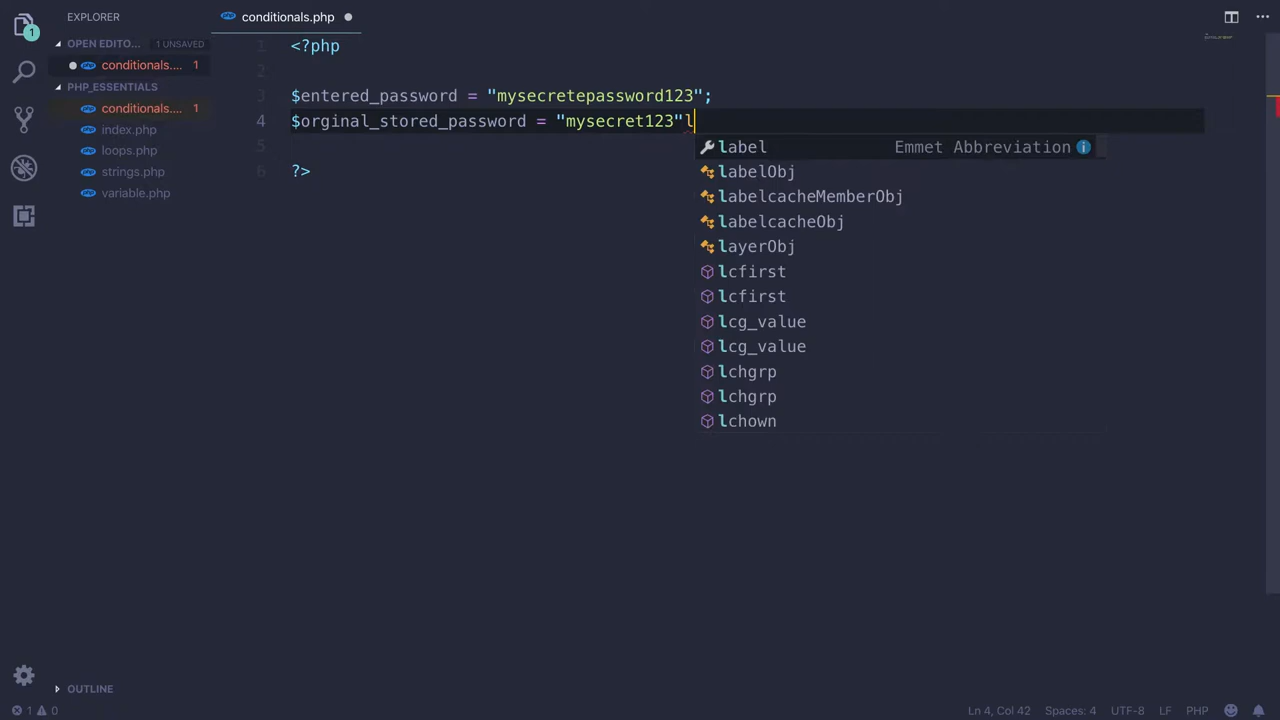 EXPLORER
conditionals.php
OPEN EDITO... 1 UNSAVED
conditionals.... 1
PHP_ESSENTIALS
conditionals.... 1
index.php
loops.php
strings.php
variable.php
1
1 <?php
2
3 $entered_password = "mysecretepassword123";
4 $orginal_stored_password = "mysecret123"l
5
6 ?>
label Emmet Abbreviation
labelObj
labelcacheMemberObj
labelcacheObj
layerObj
lcfirst
lcfirst
lcg_value
lcg_value
lchgrp
lchgrp
lchown
OUTLINE
1 0 Ln 4, Col 42 Spaces: 4 UTF-8 LF PHP